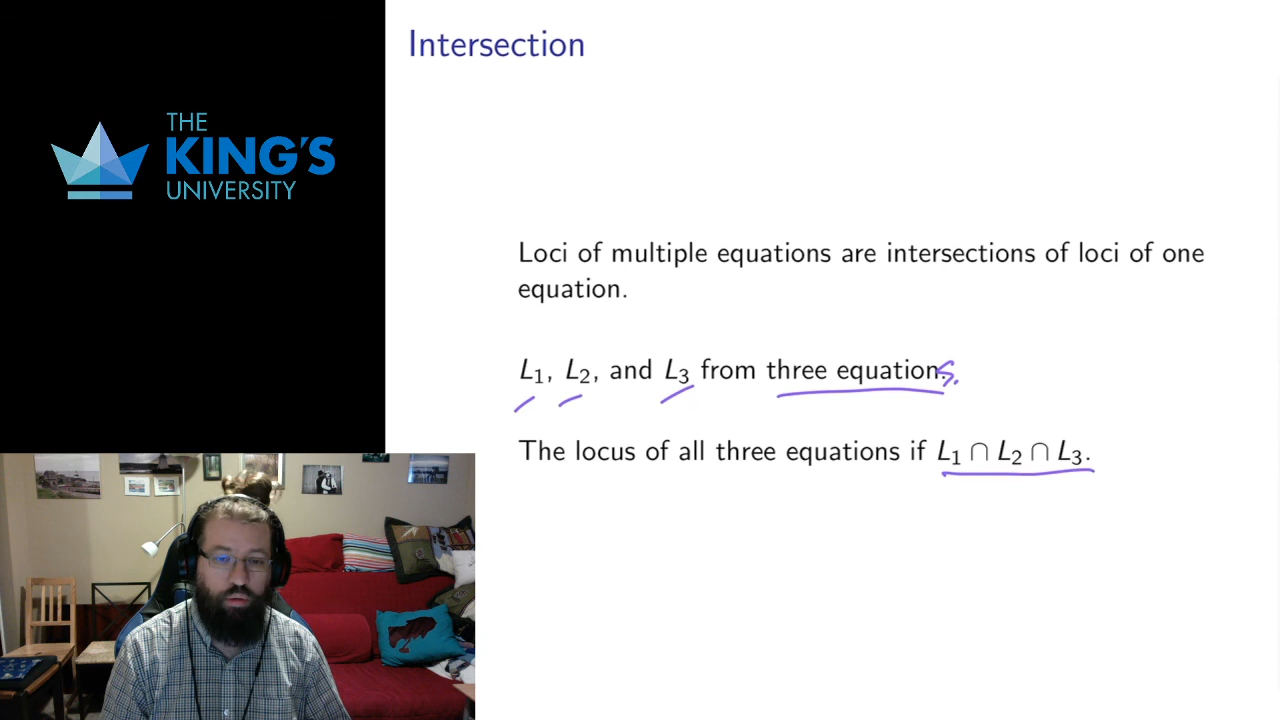 THE
KING'S
UNIVERSITY
Intersection
Loci of multiple equations are intersections of loci of one
equation.
L₁, L₂, and L₃ from three equations.
The locus of all three equations if L₁ ∩ L₂ ∩ L₃.